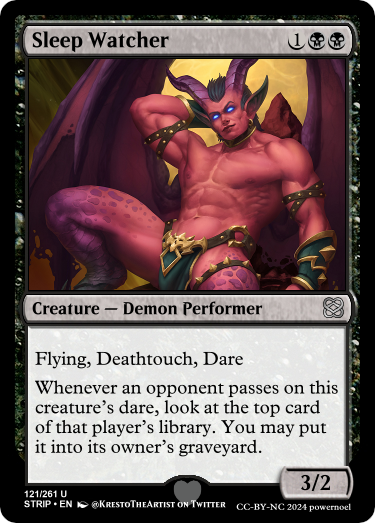 Sleep Watcher 1
Creature — Demon Performer
Flying, Deathtouch, Dare
Whenever an opponent passes on this
creature's dare, look at the top card
of that player's library. You may put
it into its owner's graveyard.
3/2
121/261 U
STRIP • EN @KrestoTheArtist on Twitter CC-BY-NC 2024 powernoel